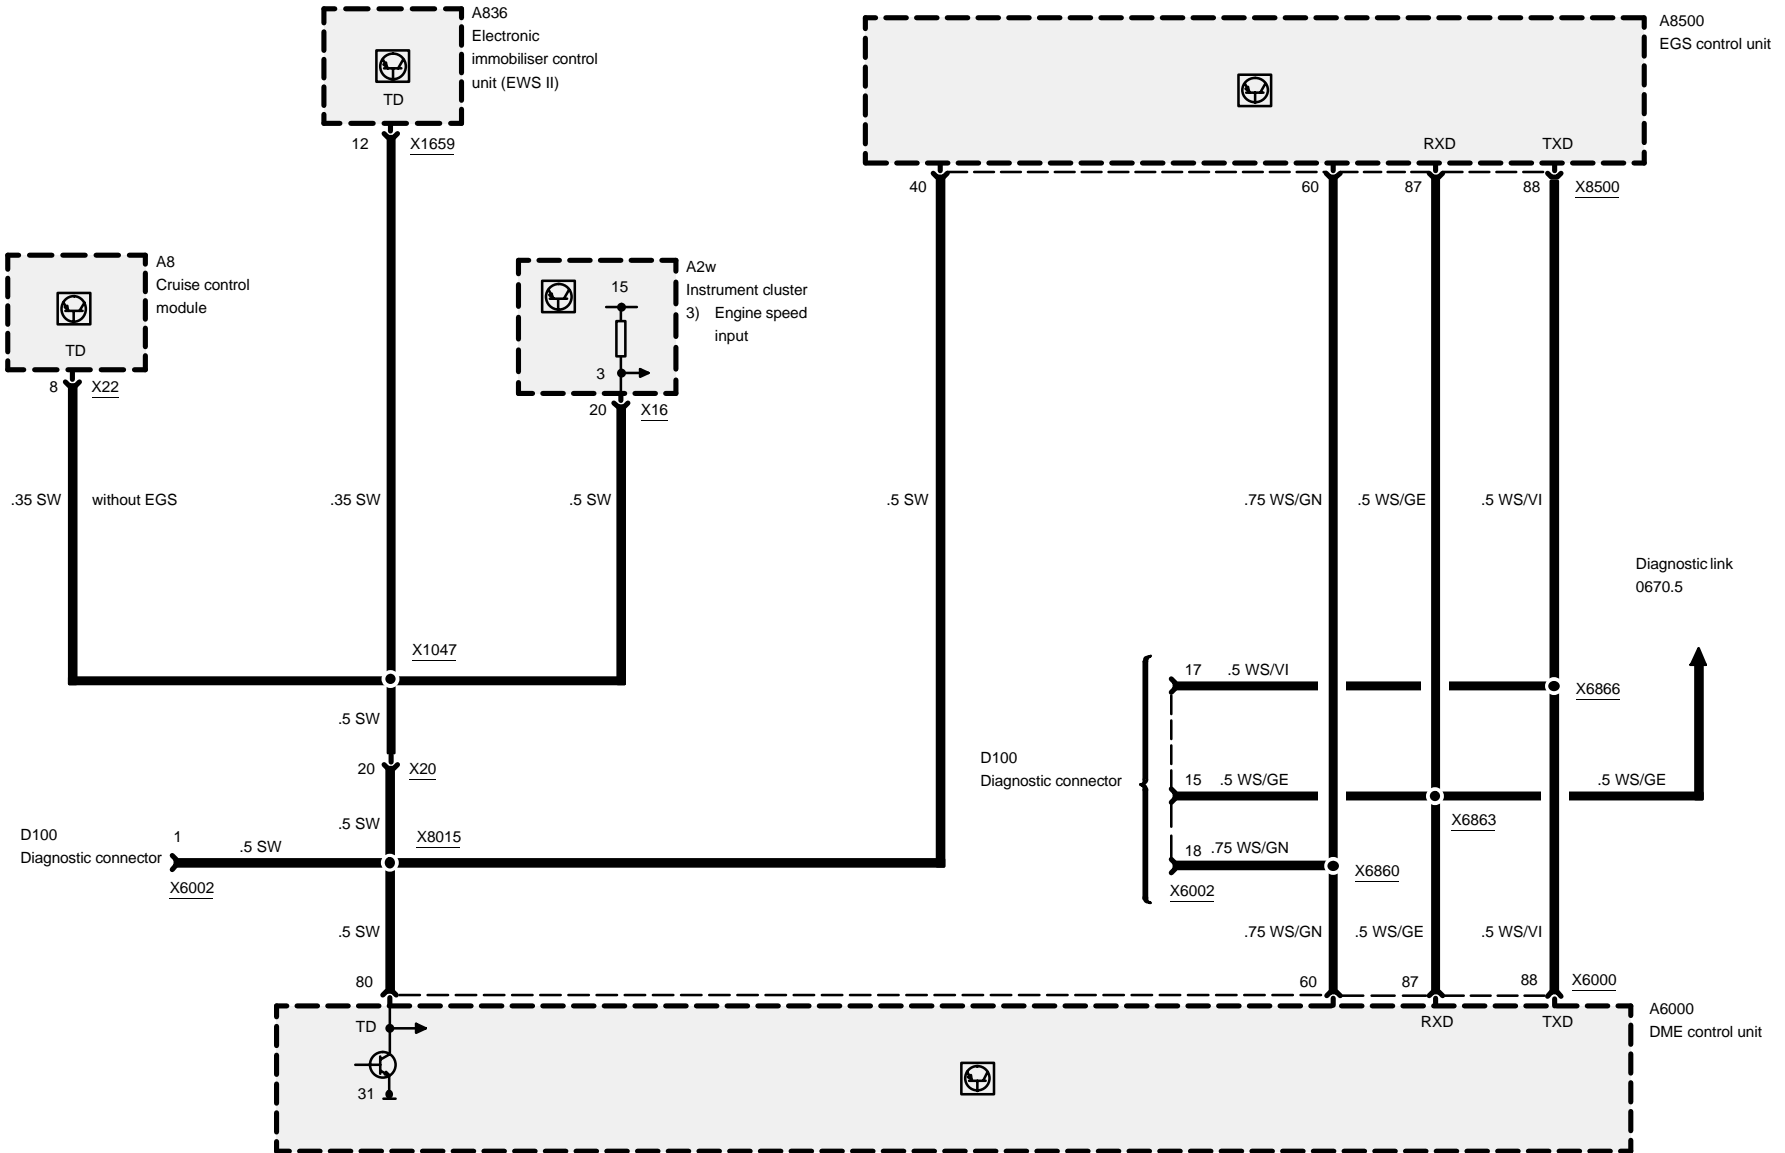 A836
Electronic
immobiliser control
unit (EWS II)
TD
12
X1659
A8500
EGS control unit
RXD
TXD
40
60
87
88
X8500
A8
Cruise control
module
TD
8
X22
A2w
Instrument cluster
3) Engine speed
input
15
3
20
X16
.35 SW
without EGS
.35 SW
.5 SW
.5 SW
.75 WS/GN
.5 WS/GE
.5 WS/VI
Diagnostic link
0670.5
X1047
.5 SW
20
X20
.5 SW
X8015
D100
Diagnostic connector
1
.5 SW
X6002
D100
Diagnostic connector
17
.5 WS/VI
X6866
15
.5 WS/GE
.5 WS/GE
X6863
18
.75 WS/GN
X6860
X6002
.5 SW
.75 WS/GN
.5 WS/GE
.5 WS/VI
80
60
87
88
X6000
TD
31
RXD
TXD
A6000
DME control unit